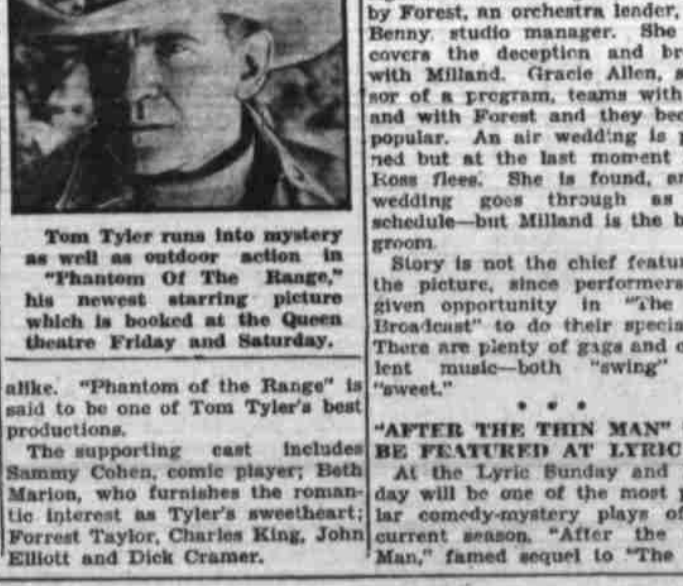 Tom Tyler runs into mystery
as well as outdoor action in
"Phantom Of The Range,"
his newest starring picture
which is booked at the Queen
theatre Friday and Saturday.
alike. "Phantom of the Range" is
said to be one of Tom Tyler's best
productions.
The supporting cast includes
Sammy Cohen, comic player; Beth
Marion, who furnishes the roman-
tic interest as Tyler's sweetheart;
Forrest Taylor, Charles King, John
Elliott and Dick Cramer.
by Forest, an orchestra leader,
Benny, studio manager. She
covers the deception and br
with Milland. Gracie Allen, s
sor of a program, teams with
and with Forest and they bec
popular. An air wedding is p
ned but at the last moment
Ross flees. She is found, an
wedding goes through as
schedule—but Milland is the b
groom.
Story is not the chief featur
the picture, since performers
given opportunity in "The
Broadcast" to do their specia
There are plenty of gags and
lent music—both "swing"
"sweet."
* * *
"AFTER THE THIN MAN"
BE FEATURED AT LYRIC
At the Lyric Sunday and
day will be one of the most p
lar comedy-mystery plays of
current season. "After the
Man," famed sequel to "The